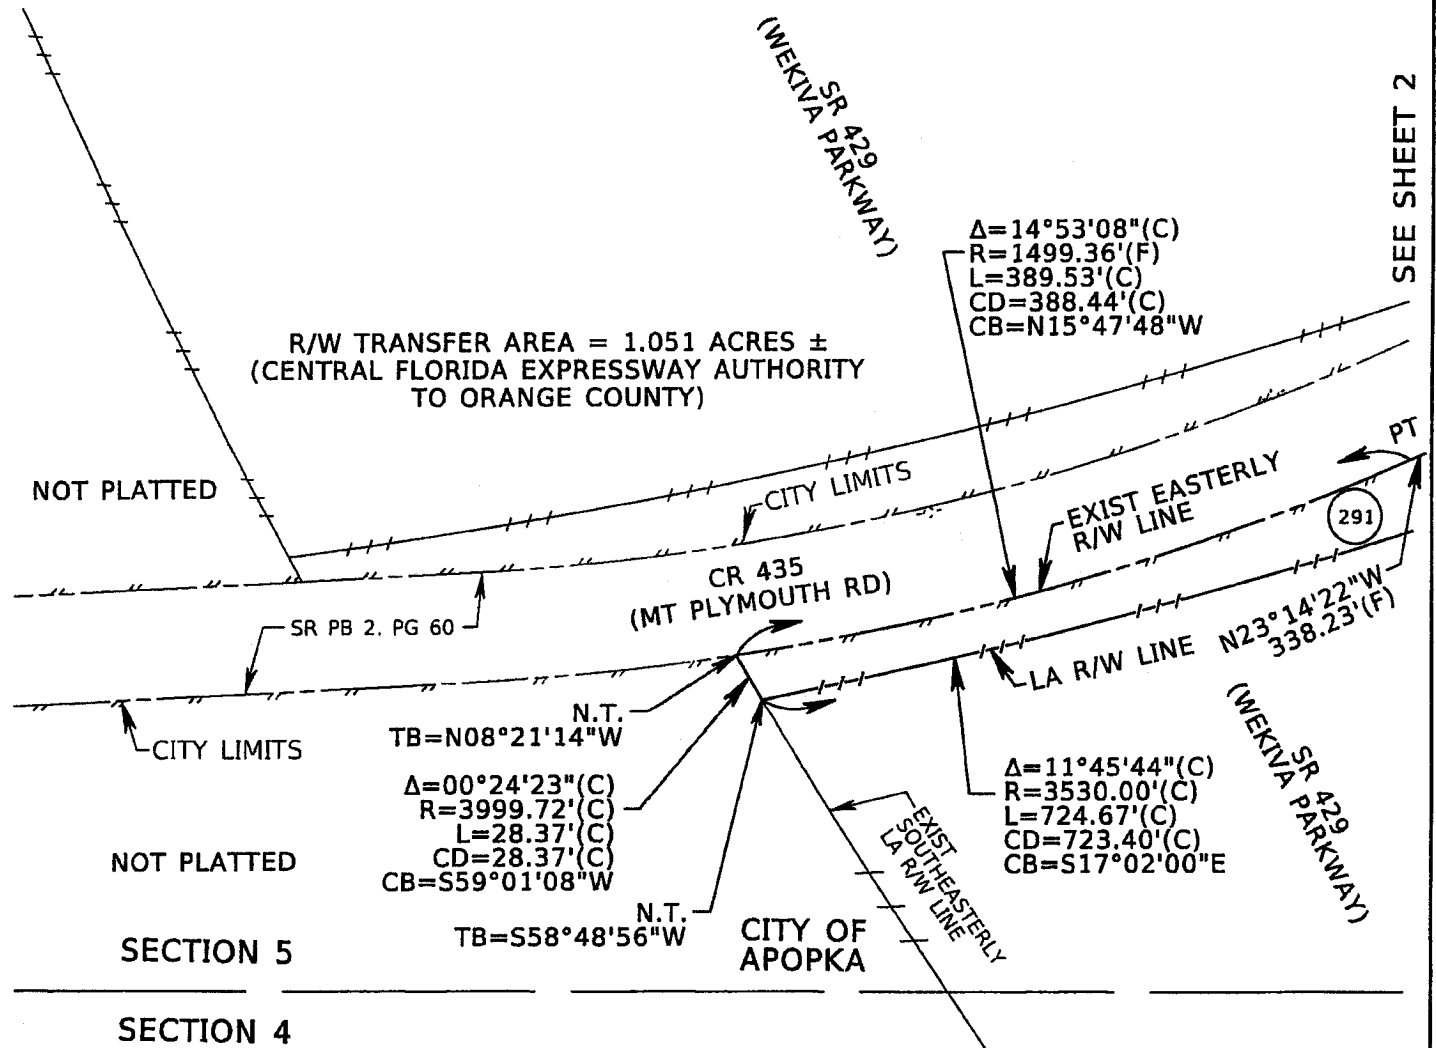 SR 429
(WEKIVA PARKWAY)
SEE SHEET 2
Δ=14°53'08"(C)
R=1499.36'(F)
L=389.53'(C)
CD=388.44'(C)
CB=N15°47'48"W
R/W TRANSFER AREA = 1.051 ACRES ±
(CENTRAL FLORIDA EXPRESSWAY AUTHORITY
TO ORANGE COUNTY)
NOT PLATTED
CITY LIMITS
PT
EXIST EASTERLY
R/W LINE
291
CR 435
(MT PLYMOUTH RD)
SR PB 2. PG 60
N23°14'22"W
338.23'(F)
LA R/W LINE
N.T.
TB=N08°21'14"W
CITY LIMITS
Δ=00°24'23"(C)
R=3999.72'(C)
L=28.37'(C)
CD=28.37'(C)
CB=S59°01'08"W
Δ=11°45'44"(C)
R=3530.00'(C)
L=724.67'(C)
CD=723.40'(C)
CB=S17°02'00"E
SR 429
(WEKIVA PARKWAY)
EXIST
SOUTHEASTERLY
LA R/W LINE
NOT PLATTED
N.T.
TB=S58°48'56"W
CITY OF
APOPKA
SECTION 5
SECTION 4